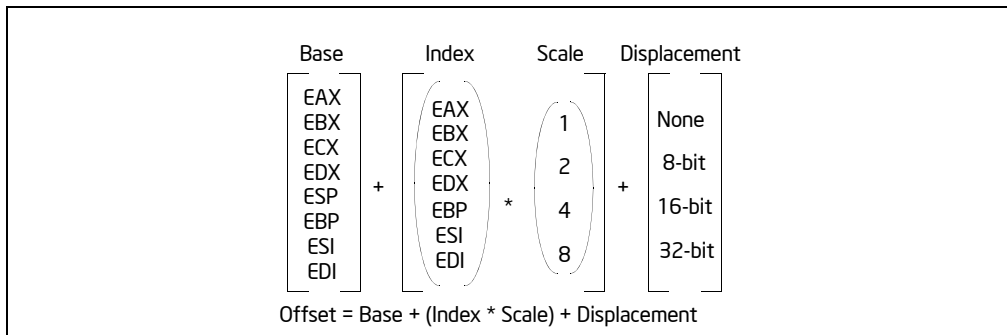 Base Index Scale Displacement
EAX EAX
EBX EBX 1 None
ECX ECX
EDX EDX 2 8-bit
ESP + EBP * 4 + 16-bit
EBP ESI
ESI EDI 8 32-bit
EDI
Offset = Base + (Index * Scale) + Displacement